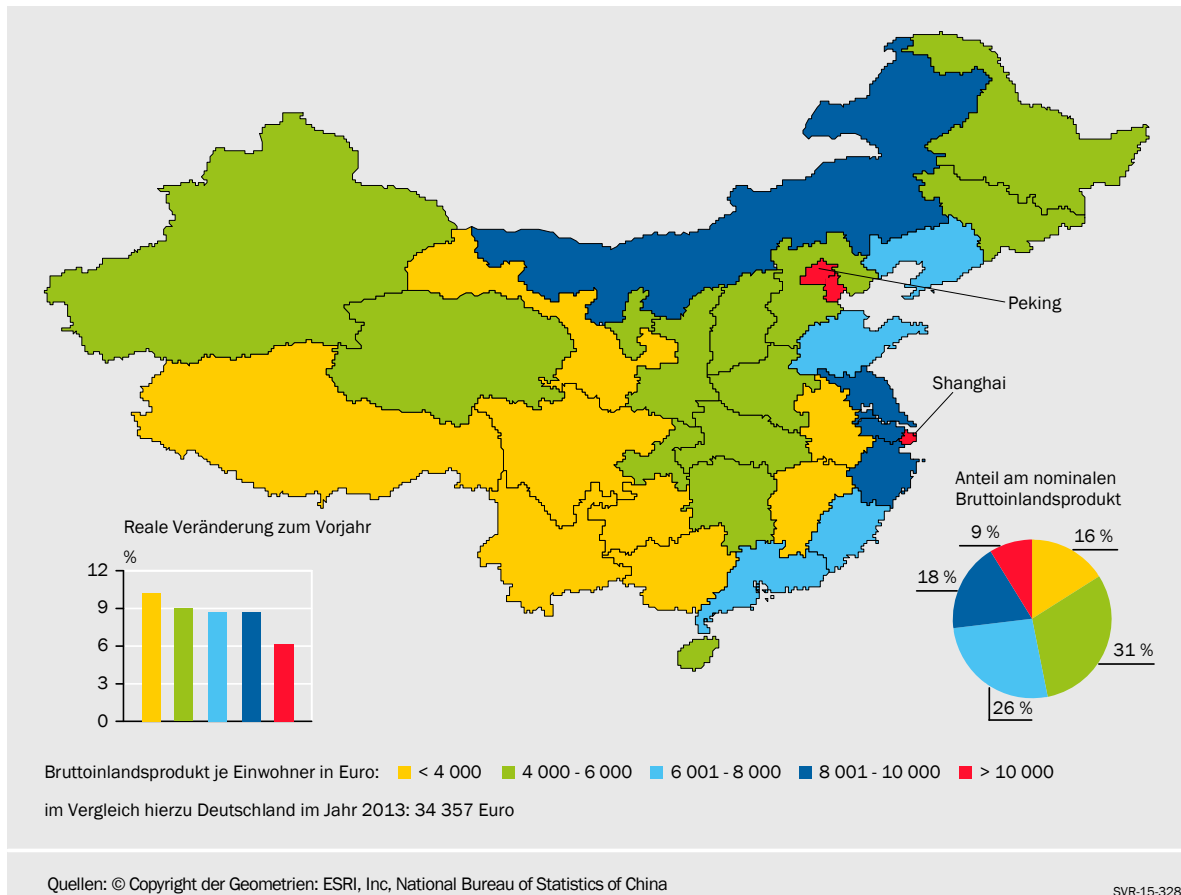 Peking
Shanghai
Anteil am nominalen
Bruttoinlandsprodukt
9 %
16 %
18 %
31 %
26 %
Reale Veränderung zum Vorjahr
%
12
9
6
3
0
Bruttoinlandsprodukt je Einwohner in Euro: < 4 000 4 000 - 6 000 6 001 - 8 000 8 001 - 10 000 > 10 000
im Vergleich hierzu Deutschland im Jahr 2013: 34 357 Euro
Quellen: © Copyright der Geometrien: ESRI, Inc, National Bureau of Statistics of China
SVR-15-328